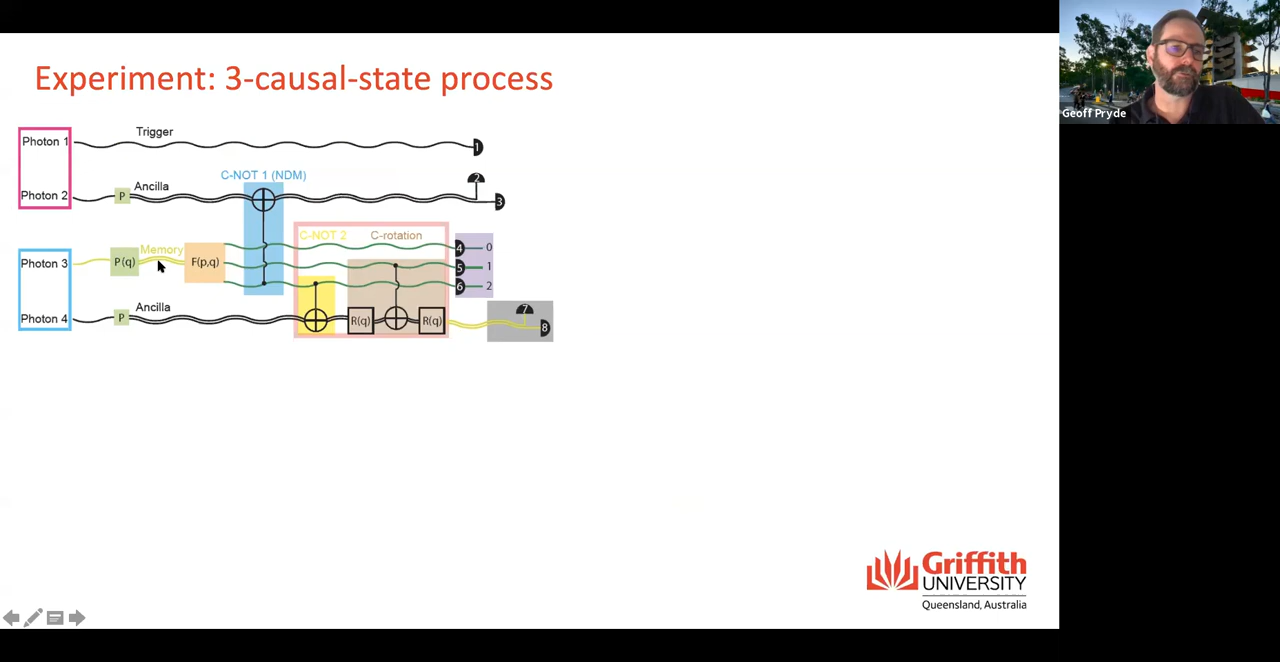 Experiment: 3-causal-state process
Geoff Pryde
Photon 1
Trigger
1
C-NOT 1 (NDM)
2
Photon 2
P
Ancilla
3
C-NOT 2
C-rotation
Memory
4
0
Photon 3
P(q)
F(p,q)
5
1
6
2
Photon 4
P
Ancilla
R(q)
R(q)
7
8
Griffith
UNIVERSITY
Queensland, Australia